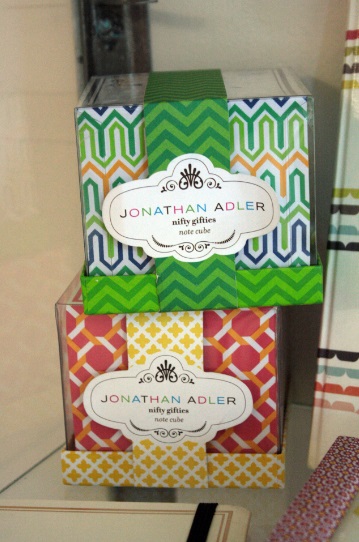 JONATHAN ADLER
nifty gifties
note cube
JONATHAN ADLER
nifty gifties
note cube